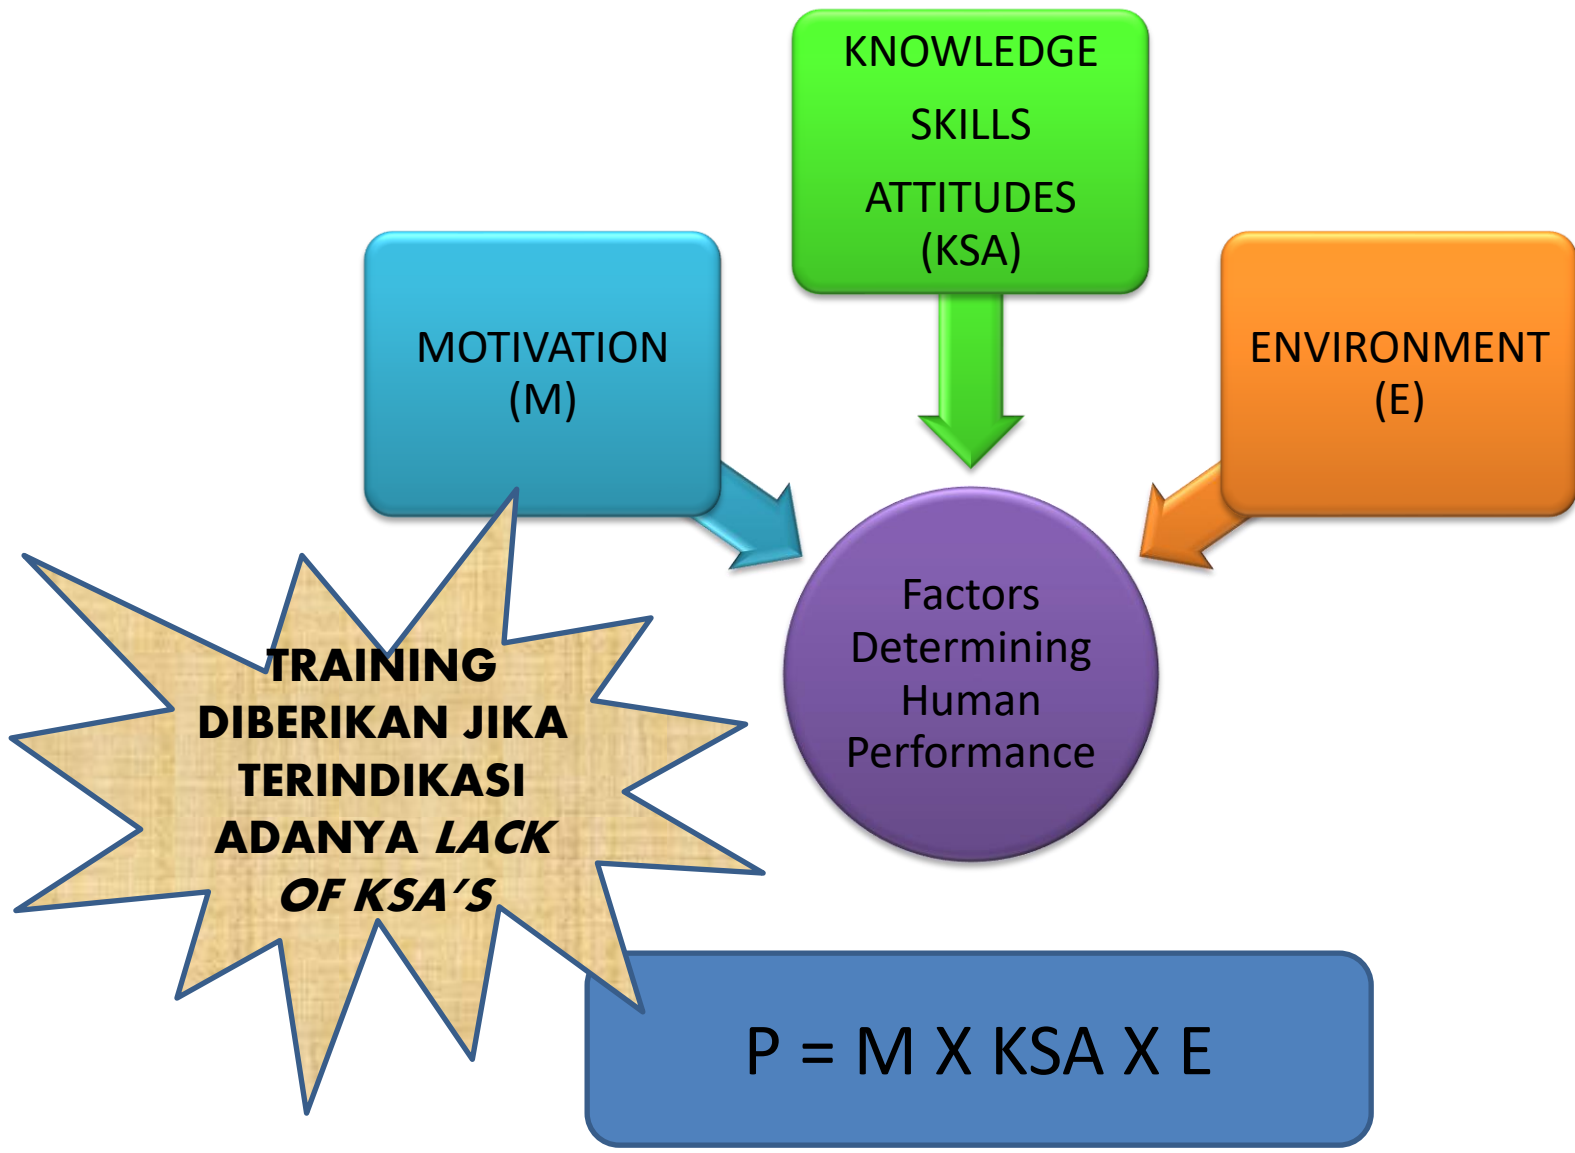 KNOWLEDGE
SKILLS
ATTITUDES
(KSA)
MOTIVATION
(M)
ENVIRONMENT
(E)
Factors
Determining
Human
Performance
TRAINING
DIBERIKAN JIKA
TERINDIKASI
ADANYA LACK
OF KSA’S
P = M X KSA X E